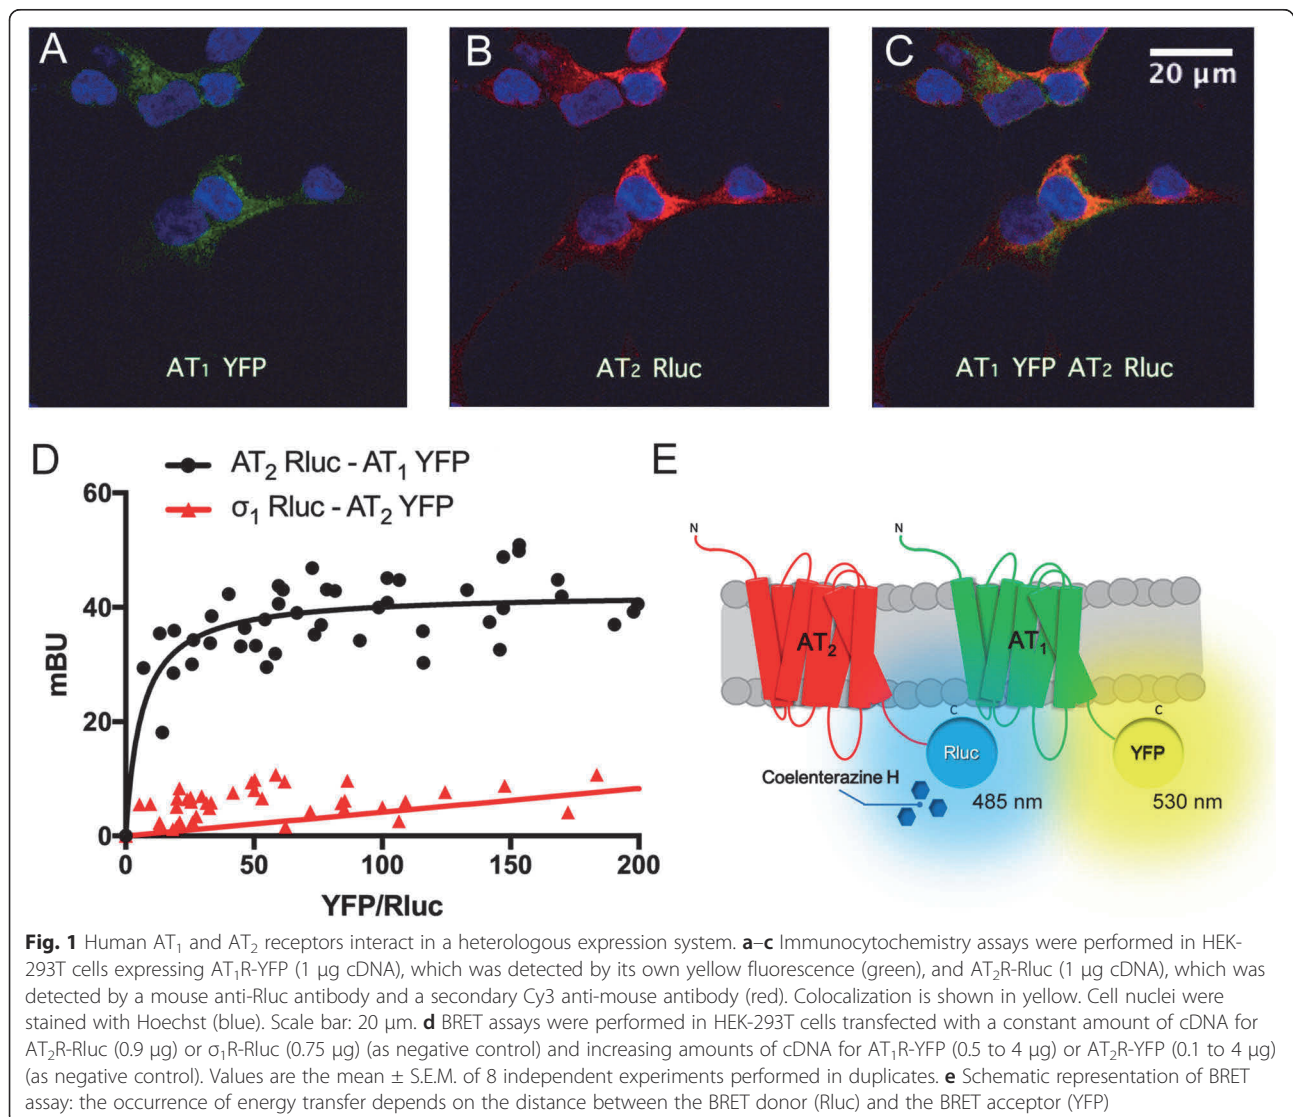 A
B
C
20 µm
AT1 YFP
AT2 Rluc
AT1 YFP AT2 Rluc
D
AT2 Rluc - AT1 YFP
σ1 Rluc - AT2 YFP
60
40
20
0
mBU
0 50 100 150 200
YFP/Rluc
E
N
N
AT2
AT1
C
C
Rluc
YFP
Coelenterazine H
485 nm
530 nm
Fig. 1 Human AT1 and AT2 receptors interact in a heterologous expression system. a–c Immunocytochemistry assays were performed in HEK-
293T cells expressing AT1R-YFP (1 µg cDNA), which was detected by its own yellow fluorescence (green), and AT2R-Rluc (1 µg cDNA), which was
detected by a mouse anti-Rluc antibody and a secondary Cy3 anti-mouse antibody (red). Colocalization is shown in yellow. Cell nuclei were
stained with Hoechst (blue). Scale bar: 20 µm. d BRET assays were performed in HEK-293T cells transfected with a constant amount of cDNA for
AT2R-Rluc (0.9 µg) or σ1R-Rluc (0.75 µg) (as negative control) and increasing amounts of cDNA for AT1R-YFP (0.5 to 4 µg) or AT2R-YFP (0.1 to 4 µg)
(as negative control). Values are the mean ± S.E.M. of 8 independent experiments performed in duplicates. e Schematic representation of BRET
assay: the occurrence of energy transfer depends on the distance between the BRET donor (Rluc) and the BRET acceptor (YFP)